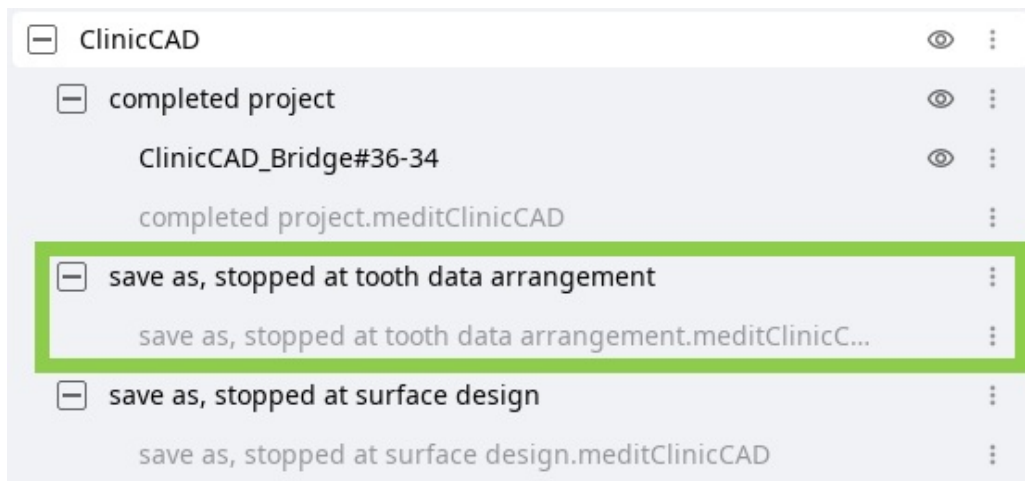 ClinicCAD
completed project
ClinicCAD_Bridge#36-34
completed project.meditClinicCAD
save as, stopped at tooth data arrangement
save as, stopped at tooth data arrangement.meditClinicC...
save as, stopped at surface design
save as, stopped at surface design.meditClinicCAD